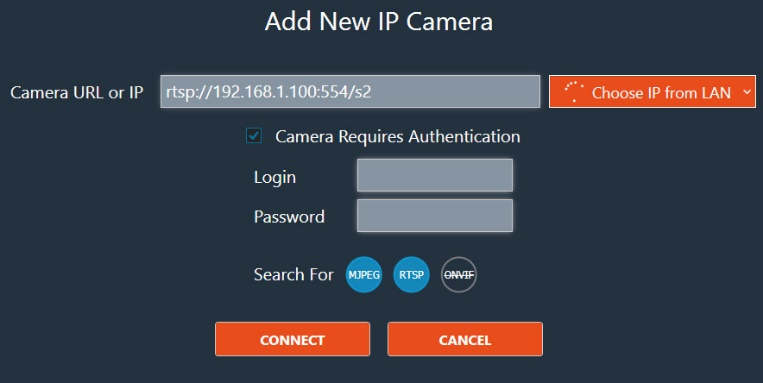 Add New IP Camera
Camera URL or IP rtsp://192.168.1.100:554/s2 Choose IP from LAN
Camera Requires Authentication
Login
Password
Search For MJPEG RTSP ONVIF
CONNECT CANCEL